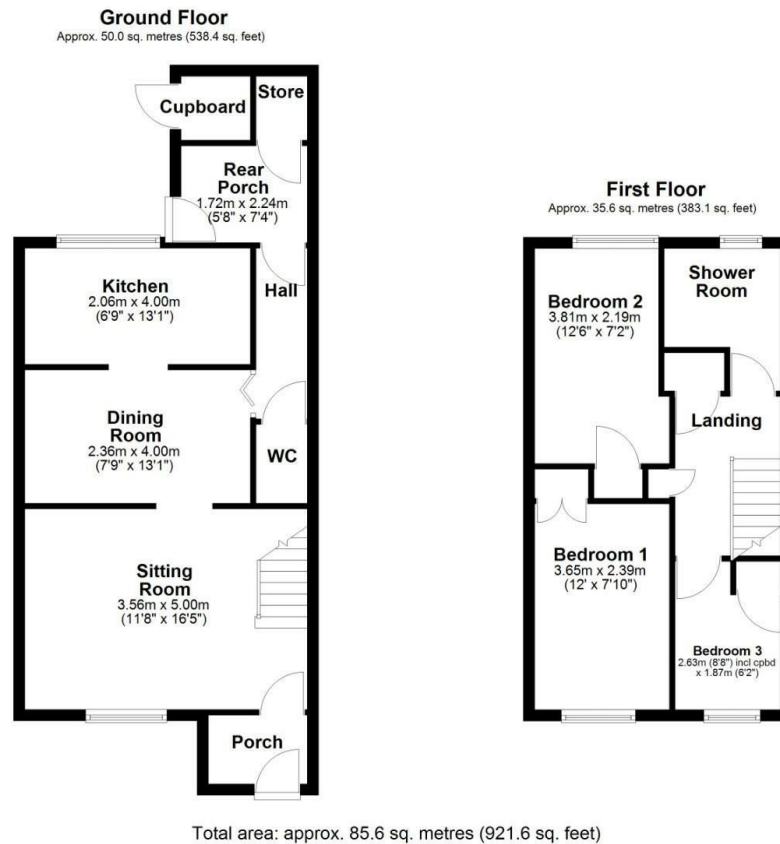 Ground Floor
Approx. 50.0 sq. metres (538.4 sq. feet)
Cupboard
Store
Rear
Porch
1.72m x 2.24m
(5'8" x 7'4")
Kitchen
2.06m x 4.00m
(6'9" x 13'1")
Hall
Dining
Room
2.36m x 4.00m
(7'9" x 13'1")
WC
Sitting
Room
3.56m x 5.00m
(11'8" x 16'5")
Porch
First Floor
Approx. 35.6 sq. metres (383.1 sq. feet)
Bedroom 2
3.81m x 2.19m
(12'6" x 7'2")
Shower
Room
Landing
Bedroom 1
3.65m x 2.39m
(12' x 7'10")
Bedroom 3
2.63m (8'8") incl cpbd
x 1.87m (6'2")
Total area: approx. 85.6 sq. metres (921.6 sq. feet)